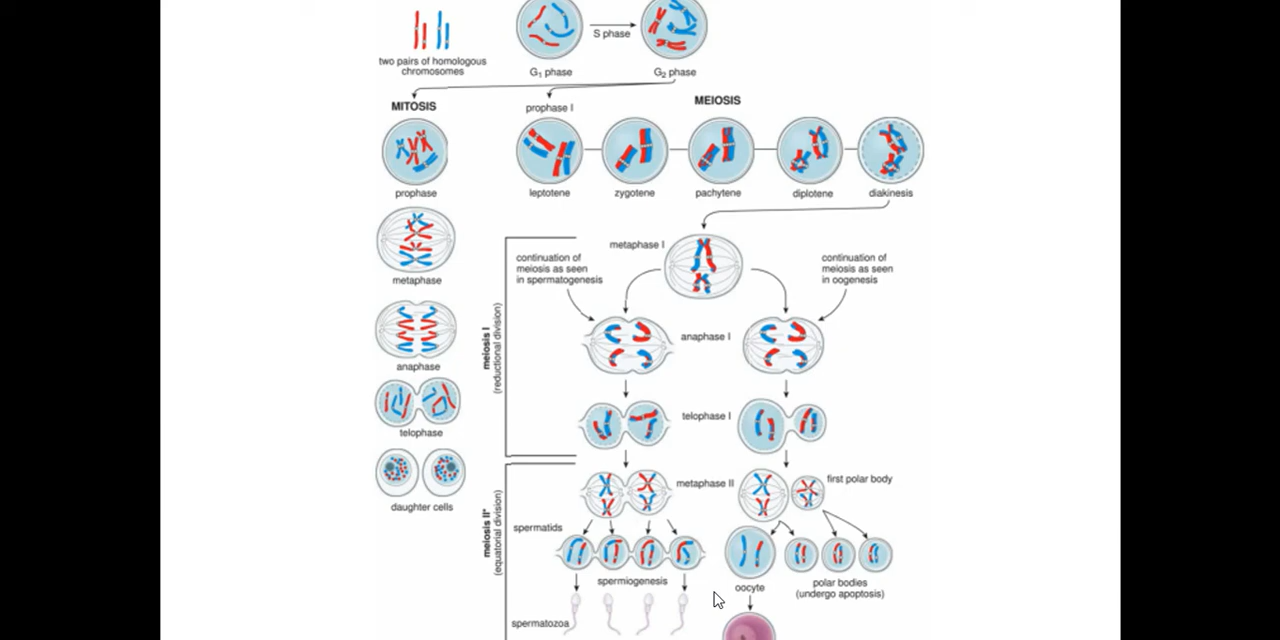 two pairs of homologous
chromosomes
G1 phase
S phase
G2 phase
MITOSIS
prophase I
MEIOSIS
prophase
leptotene
zygotene
pachytene
diplotene
diakinesis
metaphase
anaphase
telophase
daughter cells
meiosis I
(reductional division)
metaphase I
continuation of
meiosis as seen
in spermatogenesis
continuation of
meiosis as seen
in oogenesis
anaphase I
telophase I
meiosis II*
(equatorial division)
metaphase II
first polar body
spermatids
spermiogenesis
oocyte
polar bodies
(undergo apoptosis)
spermatozoa